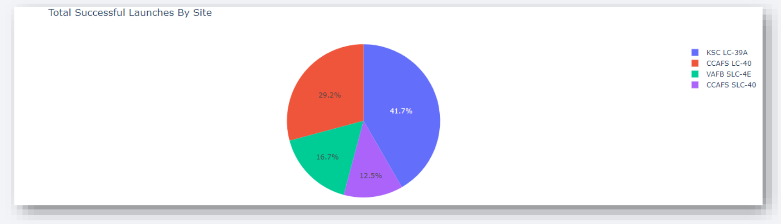 Total Successful Launches By Site
KSC LC-39A
CCAFS LC-40
VAFB SLC-4E
CCAFS SLC-40
29.2%
41.7%
16.7%
12.5%